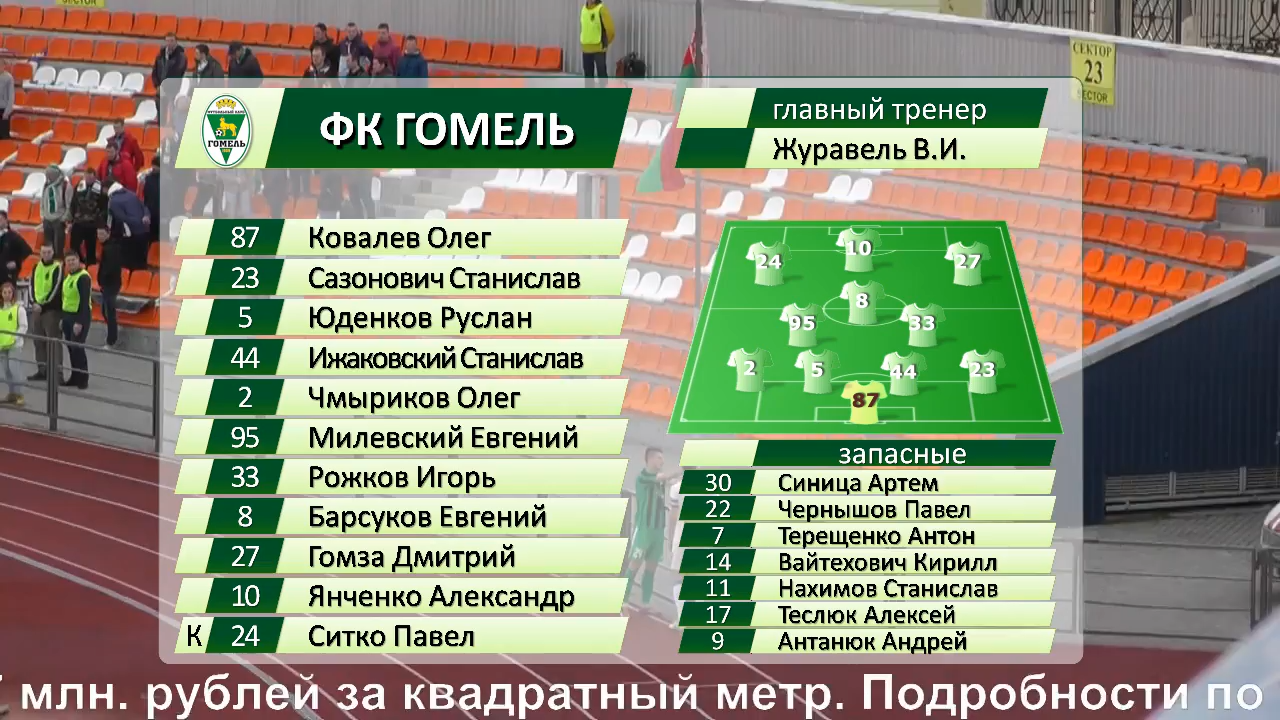 СЕКТОР
23
SECTOR
SECTOR
ГОМЕЛЬ
ФК ГОМЕЛЬ
главный тренер
Журавель В.И.
87 Ковалев Олег
23 Сазонович Станислав
5 Юденков Руслан
44 Ижаковский Станислав
2 Чмыриков Олег
95 Милевский Евгений
33 Рожков Игорь
8 Барсуков Евгений
27 Гомза Дмитрий
10 Янченко Александр
К 24 Ситко Павел
24 10 27
8
95 33
2 5 44 23
87
запасные
30 Синица Артем
22 Чернышов Павел
7 Терещенко Антон
14 Вайтехович Кирилл
11 Нахимов Станислав
17 Теслюк Алексей
9 Антанюк Андрей
млн. рублей за квадратный метр. Подробности по